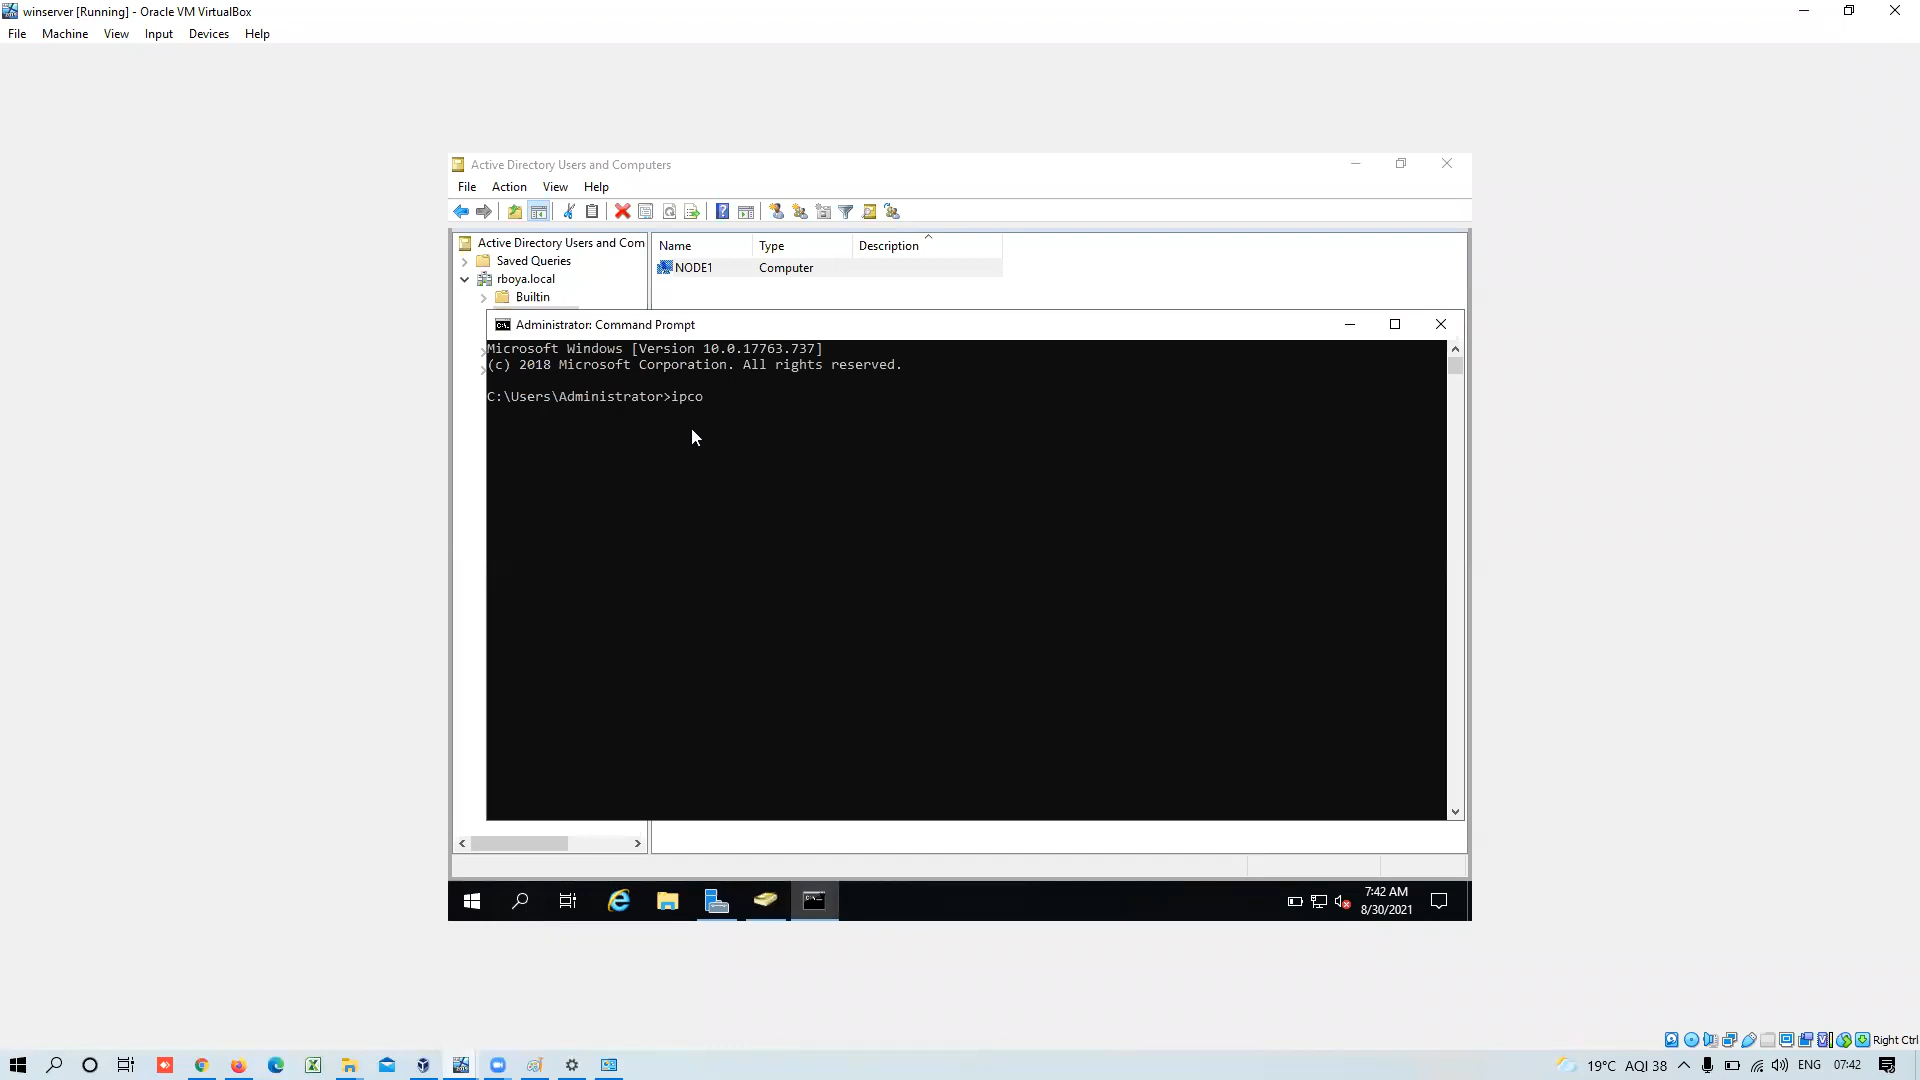 winserver [Running] - Oracle VM VirtualBox
File Machine View Input Devices Help
Active Directory Users and Computers
File Action View Help
Active Directory Users and Com
Name Type Description
Saved Queries
NODE1 Computer
rboya.local
Builtin
Administrator: Command Prompt
Microsoft Windows [Version 10.0.17763.737]
(c) 2018 Microsoft Corporation. All rights reserved.
C:\Users\Administrator>ipco
7:42 AM
8/30/2021
Right Ctrl
19°C AQI 38 ENG 07:42